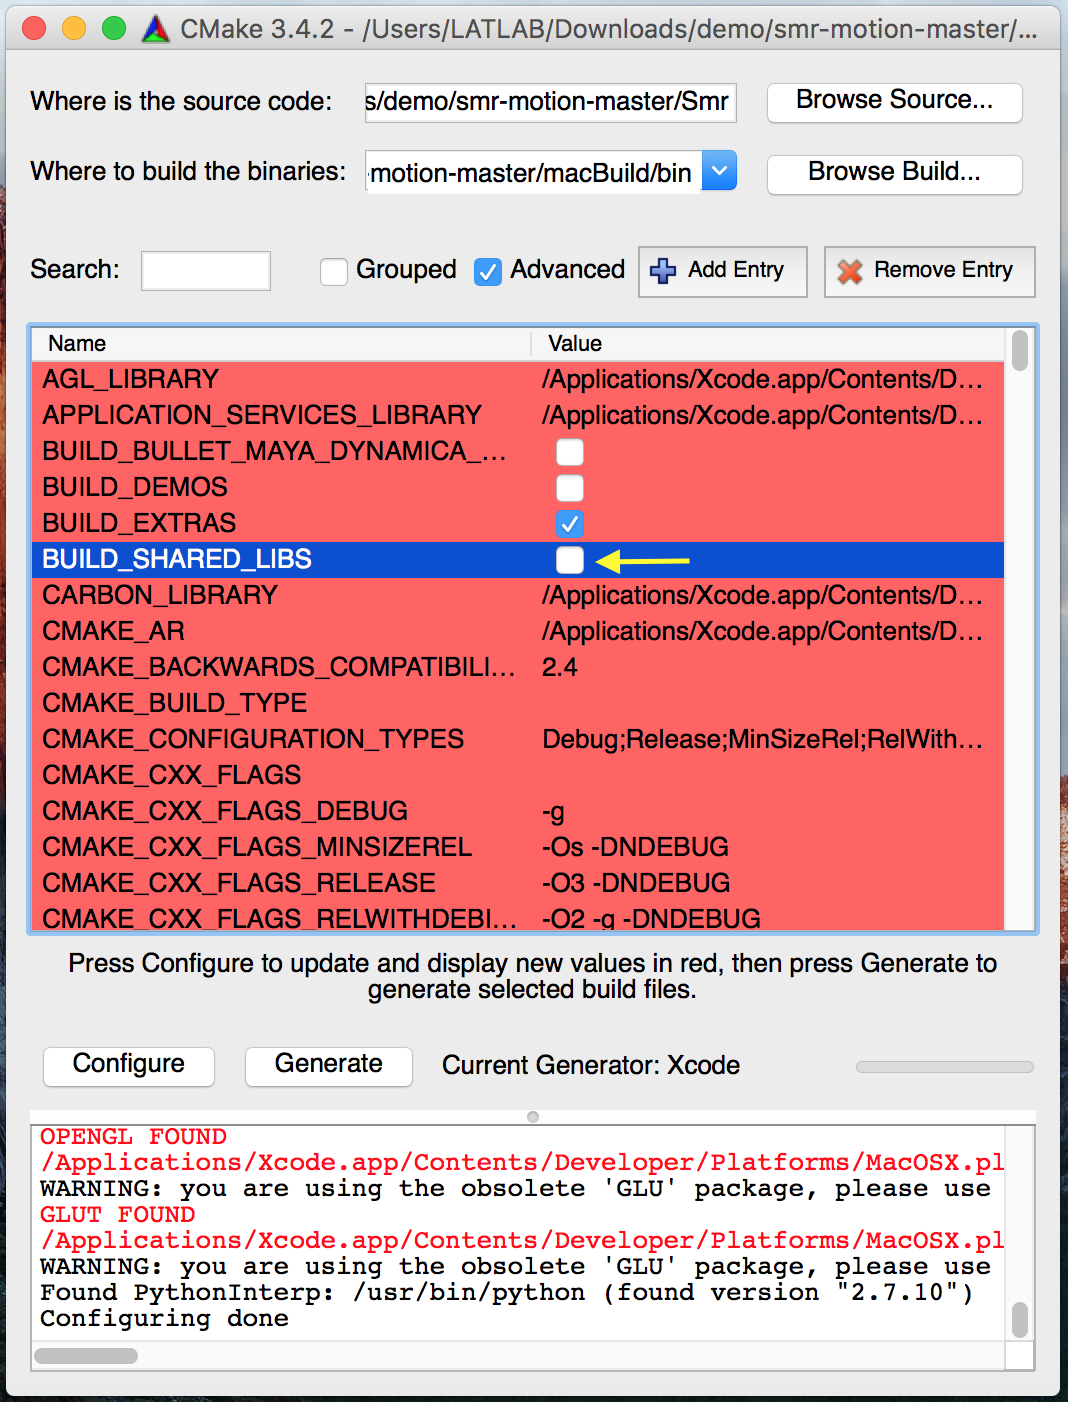 CMake 3.4.2 - /Users/LATLAB/Downloads/demo/smr-motion-master/...
Where is the source code: s/demo/smr-motion-master/Smr Browse Source...
Where to build the binaries: -motion-master/macBuild/bin Browse Build...
Search: Grouped Advanced Add Entry Remove Entry
Name Value
AGL_LIBRARY /Applications/Xcode.app/Contents/D...
APPLICATION_SERVICES_LIBRARY /Applications/Xcode.app/Contents/D...
BUILD_BULLET_MAYA_DYNAMICA_...
BUILD_DEMOS
BUILD_EXTRAS
BUILD_SHARED_LIBS
CARBON_LIBRARY /Applications/Xcode.app/Contents/D...
CMAKE_AR /Applications/Xcode.app/Contents/D...
CMAKE_BACKWARDS_COMPATIBILI... 2.4
CMAKE_BUILD_TYPE
CMAKE_CONFIGURATION_TYPES Debug;Release;MinSizeRel;RelWith...
CMAKE_CXX_FLAGS
CMAKE_CXX_FLAGS_DEBUG -g
CMAKE_CXX_FLAGS_MINSIZEREL -Os -DNDEBUG
CMAKE_CXX_FLAGS_RELEASE -O3 -DNDEBUG
CMAKE_CXX_FLAGS_RELWITHDEBI... -O2 -g -DNDEBUG
Press Configure to update and display new values in red, then press Generate to
generate selected build files.
Configure Generate Current Generator: Xcode
OPENGL FOUND
/Applications/Xcode.app/Contents/Developer/Platforms/MacOSX.pl
WARNING: you are using the obsolete 'GLU' package, please use
GLUT FOUND
/Applications/Xcode.app/Contents/Developer/Platforms/MacOSX.pl
WARNING: you are using the obsolete 'GLU' package, please use
Found PythonInterp: /usr/bin/python (found version "2.7.10")
Configuring done